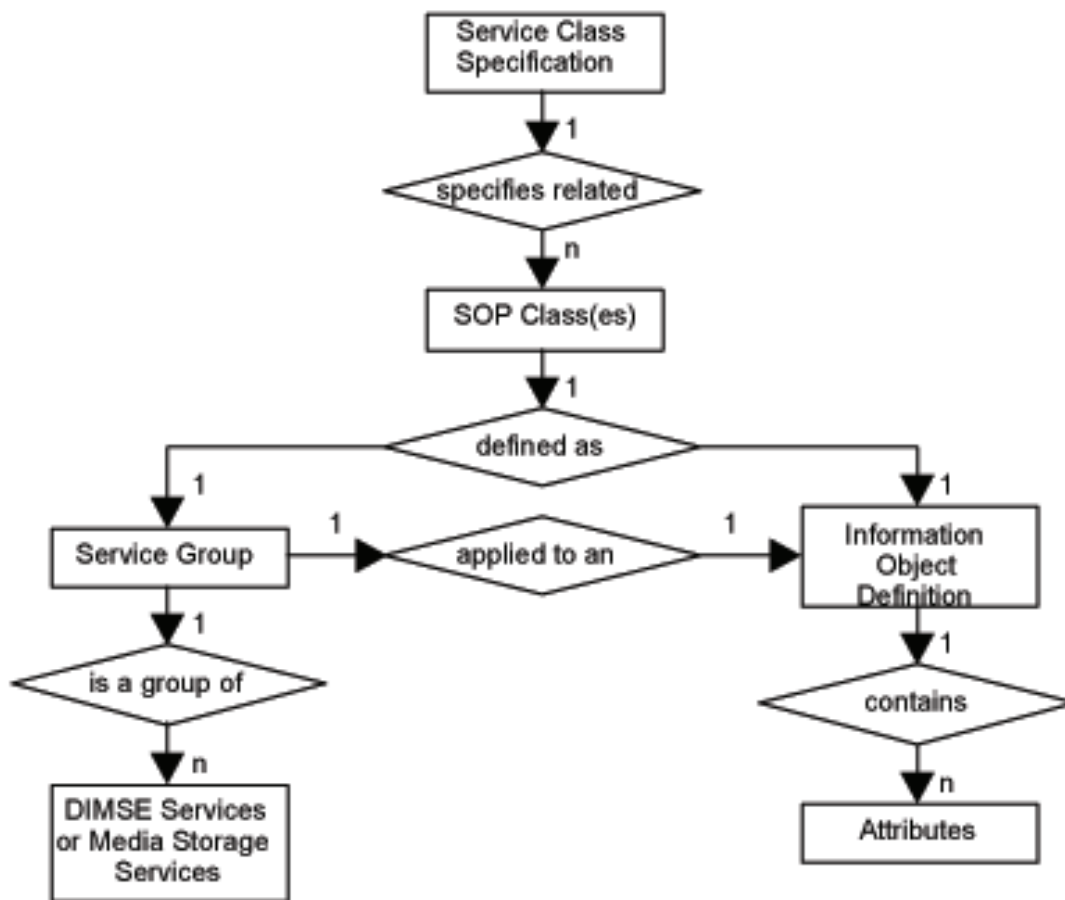 Service Class
Specification
1
specifies related
n
SOP Class(es)
1
defined as
1
1
Service Group
1
applied to an
1
Information
Object
Definition
1
is a group of
n
DIMSE Services
or Media Storage
Services
1
contains
n
Attributes